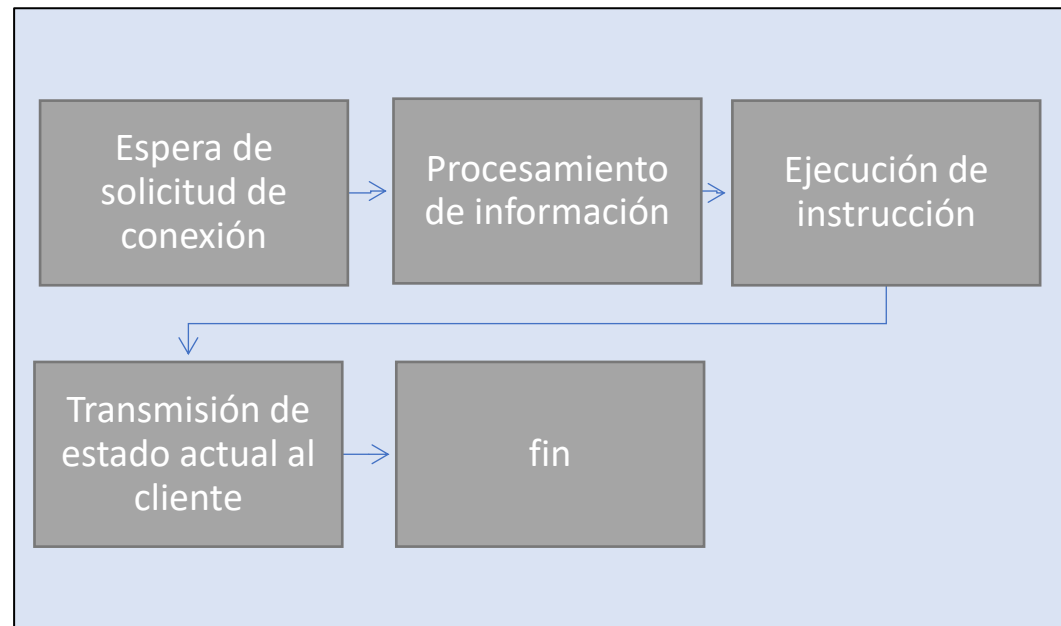 Espera de
solicitud de
conexión
Procesamiento
de información
Ejecución de
instrucción
Transmisión de
estado actual al
cliente
fin